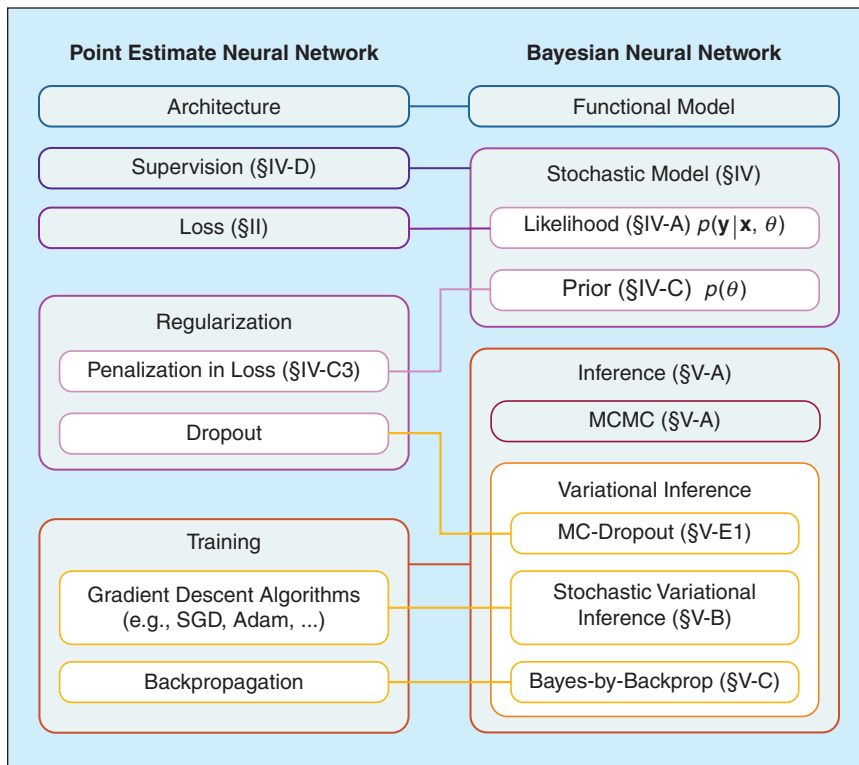 Point Estimate Neural Network
Bayesian Neural Network
Architecture
Functional Model
Supervision (§IV-D)
Stochastic Model (§IV)
Loss (§II)
Likelihood (§IV-A) p(y|x, θ)
Prior (§IV-C) p(θ)
Regularization
Penalization in Loss (§IV-C3)
Dropout
Inference (§V-A)
MCMC (§V-A)
Variational Inference
MC-Dropout (§V-E1)
Training
Gradient Descent Algorithms
(e.g., SGD, Adam, ...)
Stochastic Variational
Inference (§V-B)
Backpropagation
Bayes-by-Backprop (§V-C)